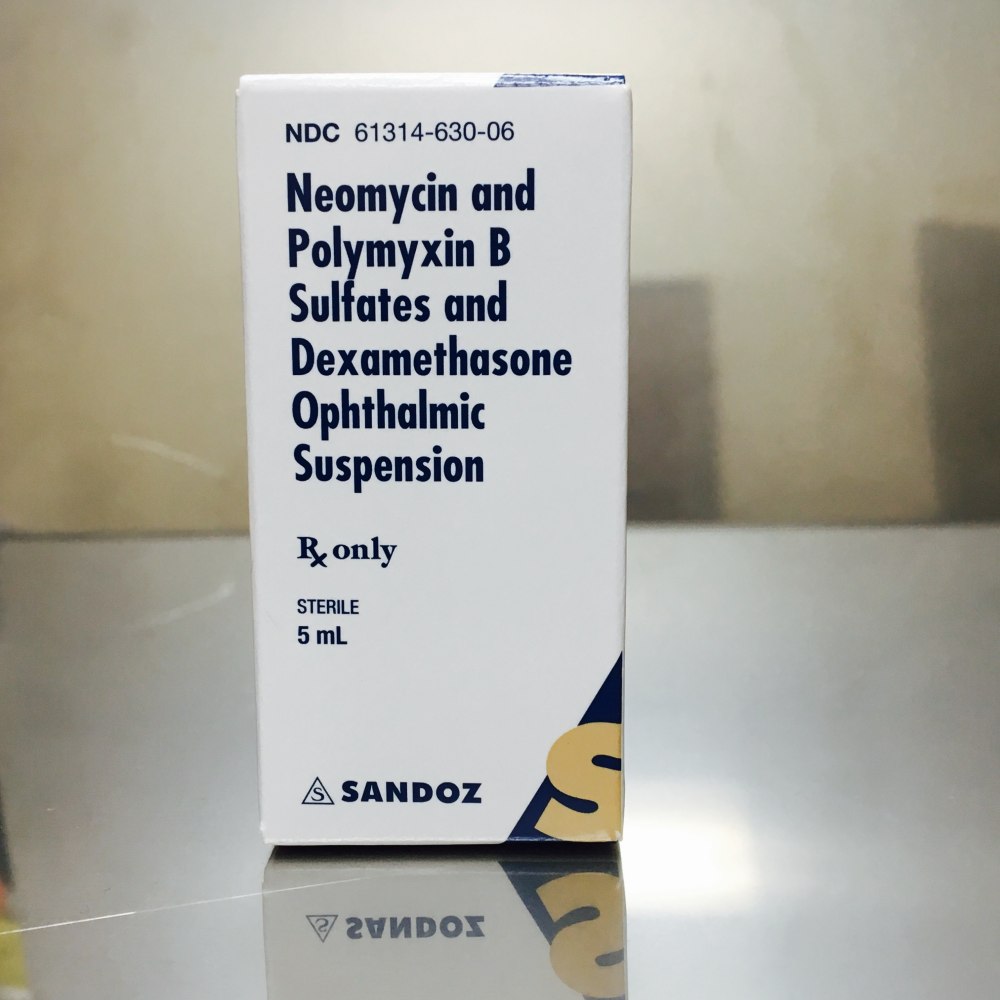 NDC 61314-630-06
Neomycin and
Polymyxin B
Sulfates and
Dexamethasone
Ophthalmic
Suspension
Rx only
STERILE
5 mL
S SANDOZ
S